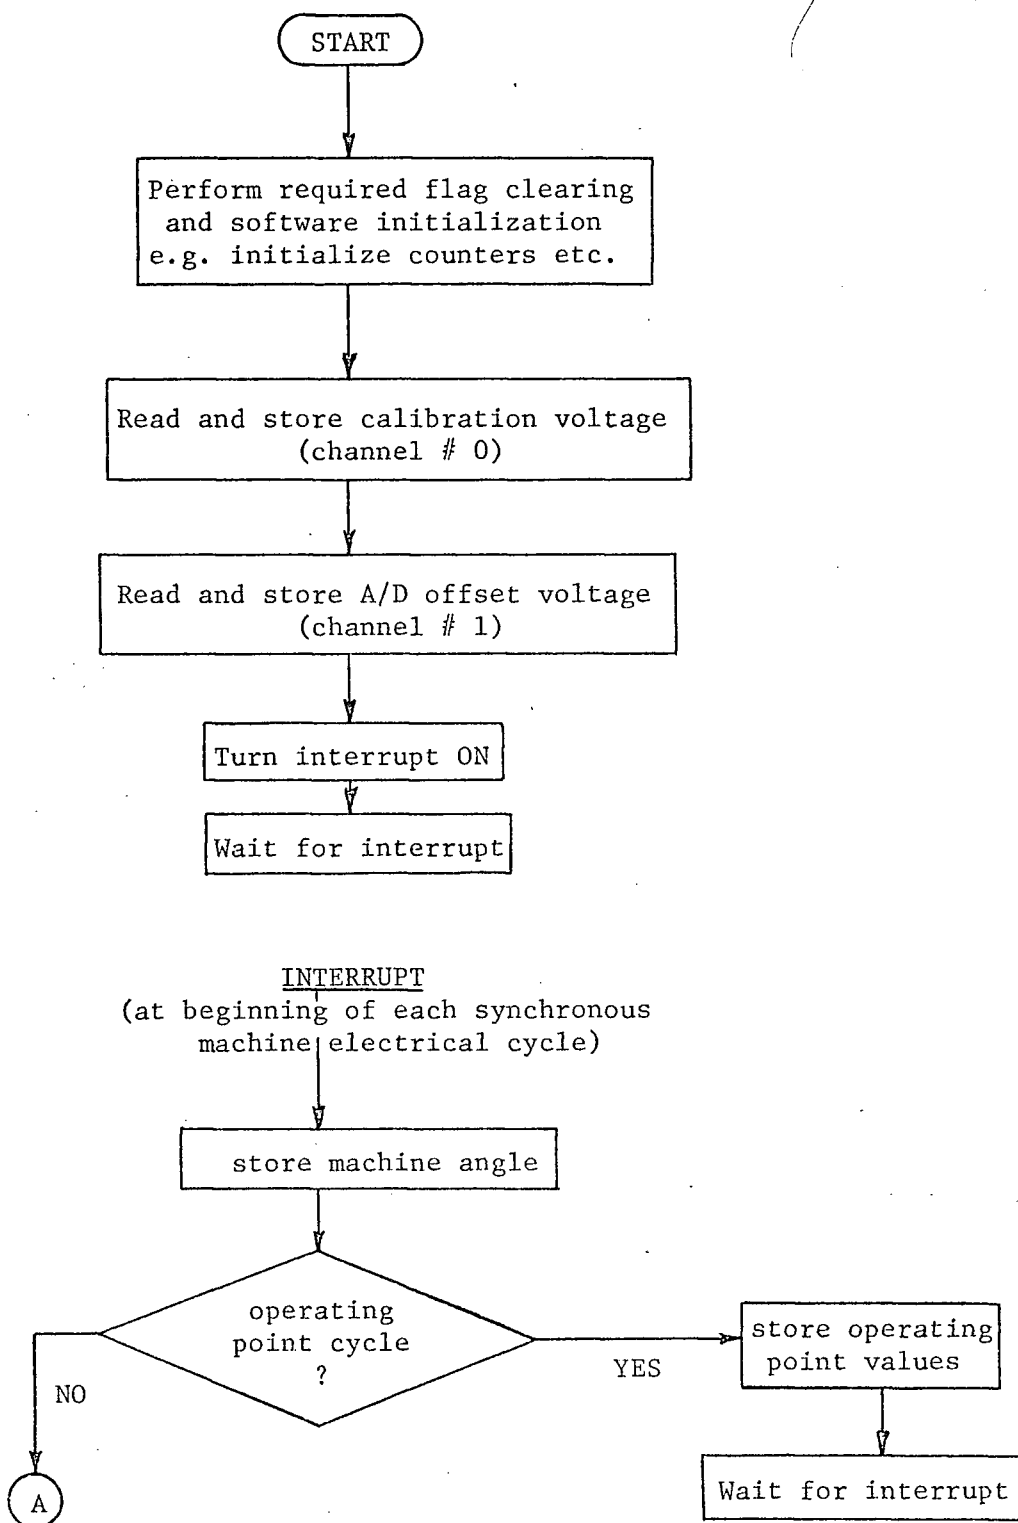 START
Perform required flag clearing
and software initialization
e.g. initialize counters etc.
Read and store calibration voltage
(channel # 0)
Read and store A/D offset voltage
(channel # 1)
Turn interrupt ON
Wait for interrupt
INTERRUPT
(at beginning of each synchronous
machine electrical cycle)
store machine angle
operating
point cycle
?
YES
store operating
point values
NO
A
Wait for interrupt